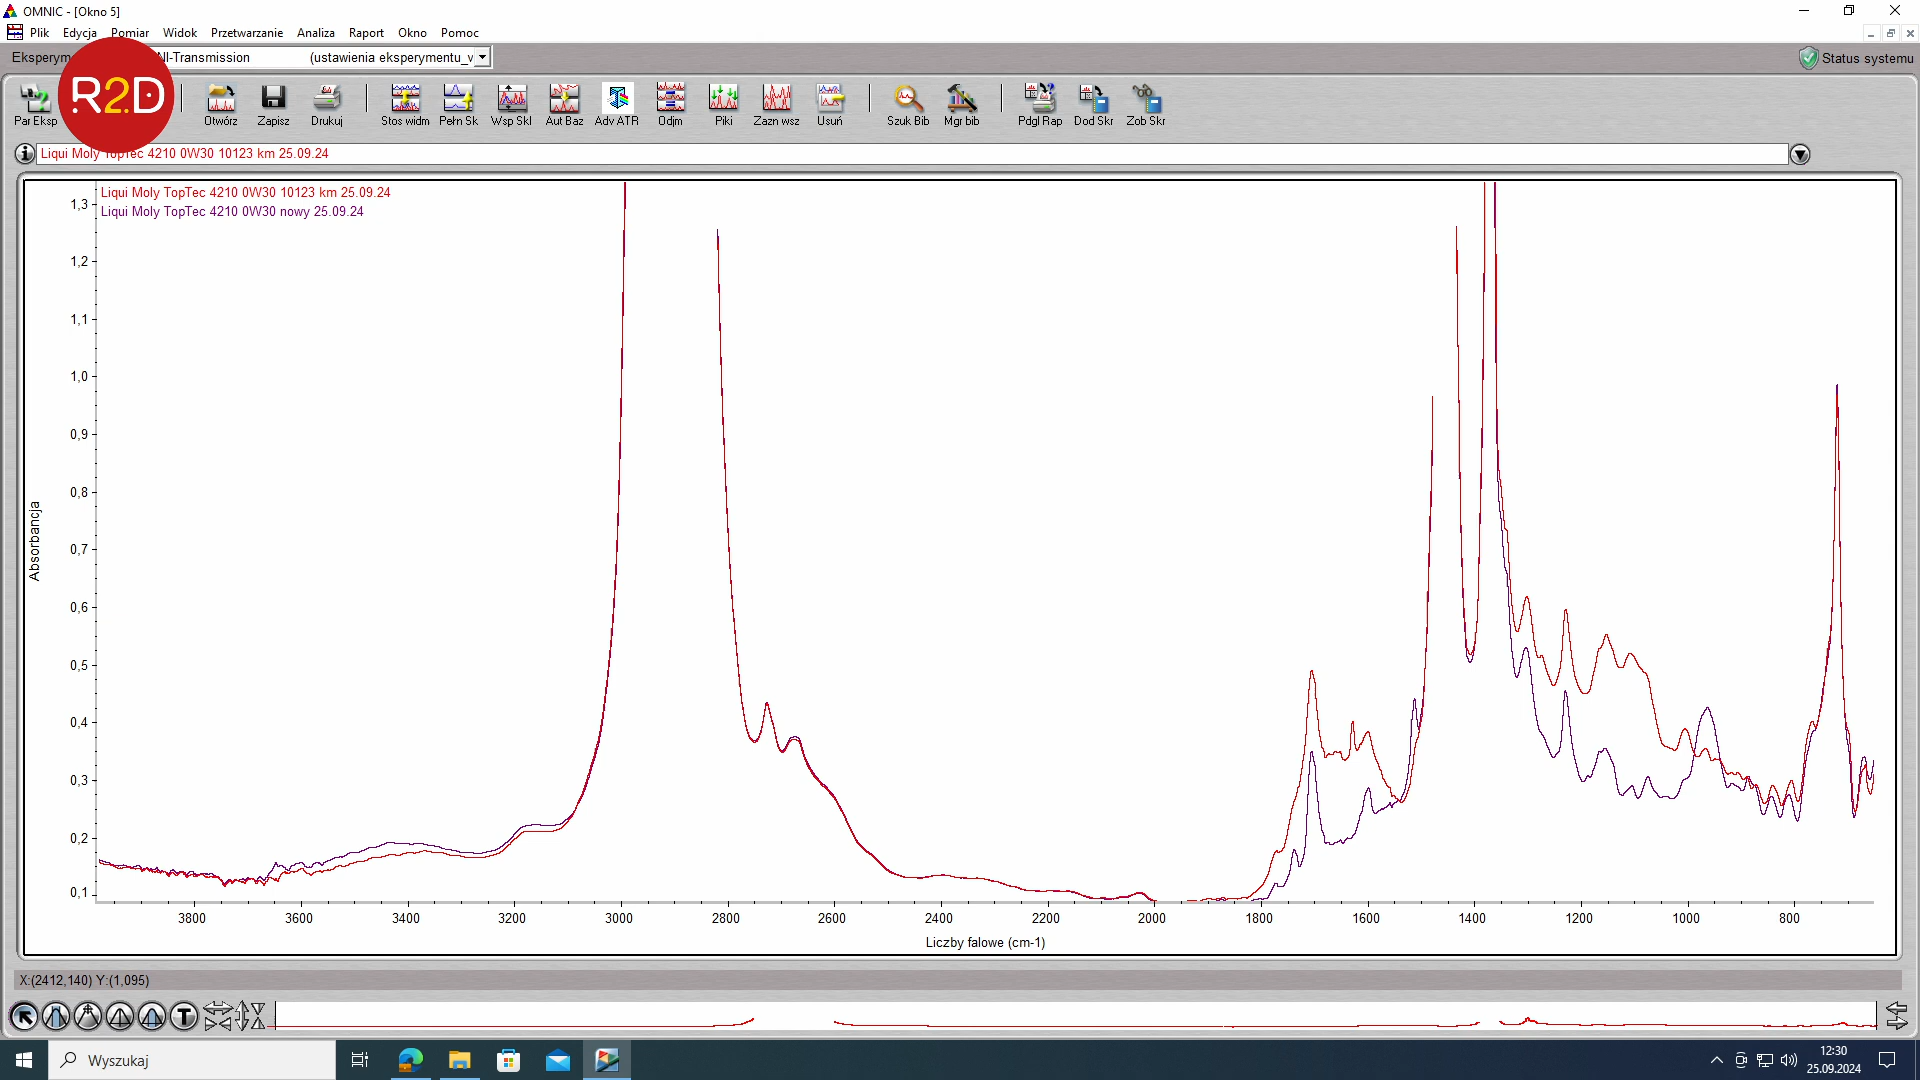 OMNIC - [Okno 5]
Plik Edycja Pomiar Widok Przetwarzanie Analiza Raport Okno Pomoc
Eksperym NI-Transmission (ustawienia eksperymentu_v
Status systemu
R2D
Par Eksp Otwórz Zapisz Drukuj Stos widm Pełn Sk Wsp Skl Aut Baz Adv ATR Odjm Piki Zazn wsz Usuń Szuk Bib Mgr bib Pdgl Rap Dod Skr Zob Skr
Liqui Moly TopTec 4210 0W30 10123 km 25.09.24
Liqui Moly TopTec 4210 0W30 10123 km 25.09.24
Liqui Moly TopTec 4210 0W30 nowy 25.09.24
1,3
1,2
1,1
1,0
0,9
0,8
0,7
0,6
0,5
0,4
0,3
0,2
0,1
Absorbancja
3800 3600 3400 3200 3000 2800 2600 2400 2200 2000 1800 1600 1400 1200 1000 800
Liczby falowe (cm-1)
X:(2412,140) Y:(1,095)
T
Wyszukaj
12:30
25.09.2024